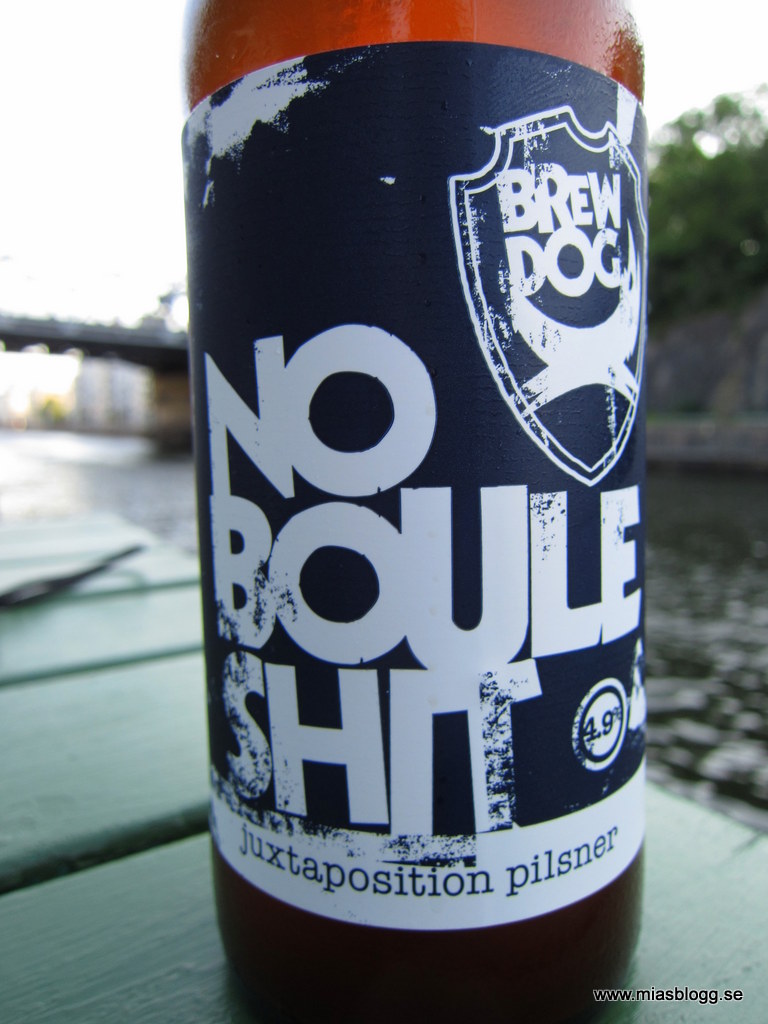 BREW
DOG
NO
BOULE
SHIT
4.9%
juxtaposition pilsner
www.miasblogg.se